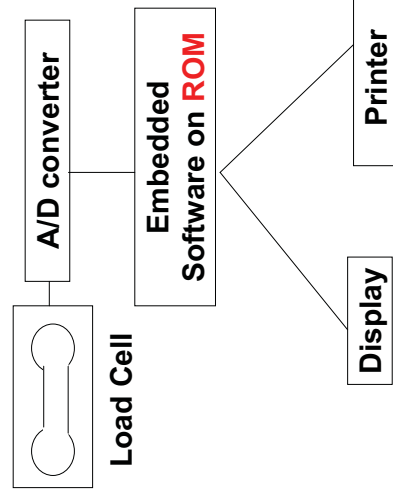 A/D converter
Load Cell
Embedded
Software on ROM
Display
Printer